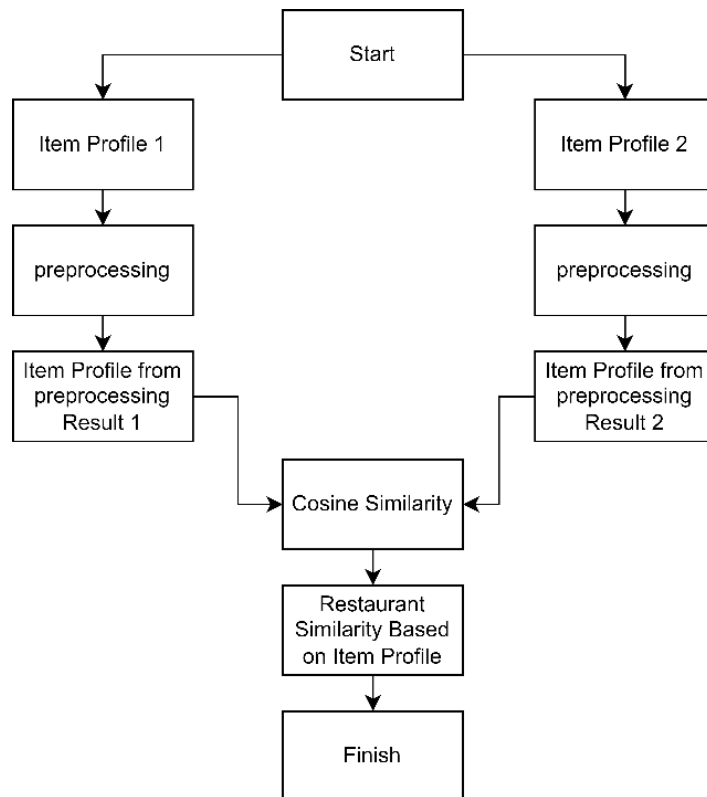 Start
Item Profile 1
Item Profile 2
preprocessing
preprocessing
Item Profile from
preprocessing
Result 1
Item Profile from
preprocessing
Result 2
Cosine Similarity
Restaurant
Similarity Based
on Item Profile
Finish